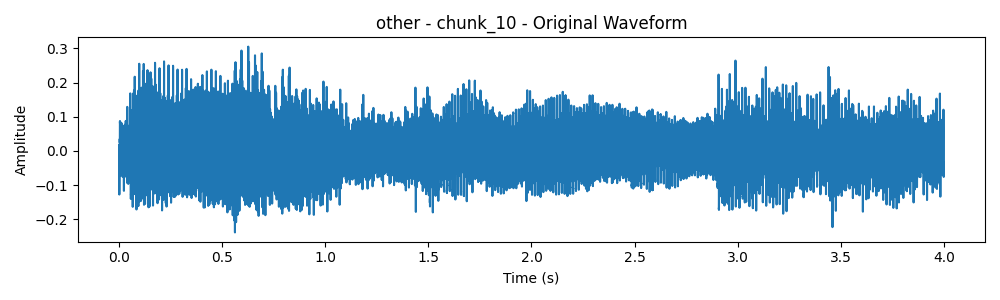 other - chunk_10 - Original Waveform
Amplitude
0.3
0.2
0.1
0.0
−0.1
−0.2
0.0 0.5 1.0 1.5 2.0 2.5 3.0 3.5 4.0
Time (s)